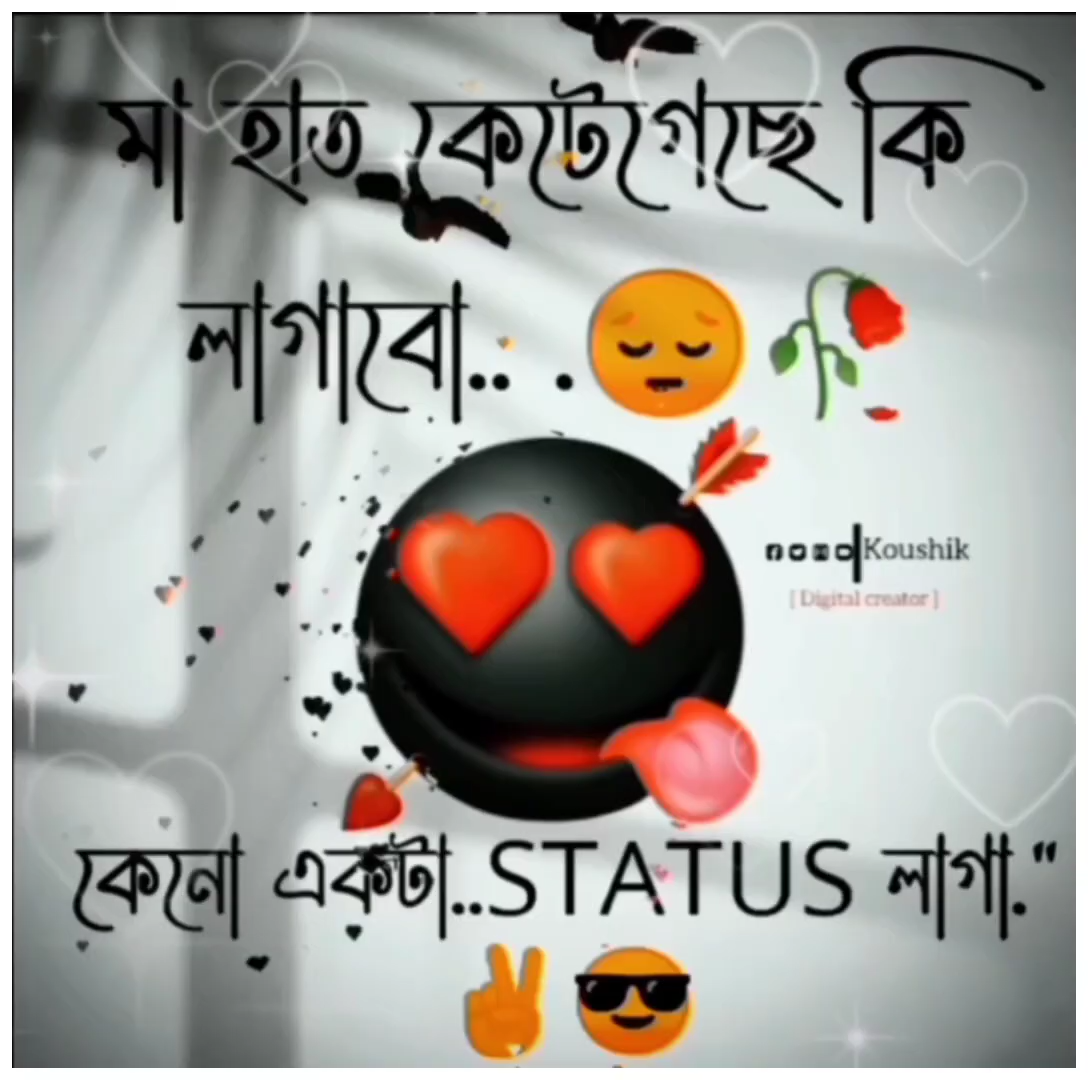 মা হাত কেটেগেছে কি
লাগাবো.. .😔🥀
Koushik
[ Digital creator ]
কেনো একটা..STATUS লাগা."
✌😎